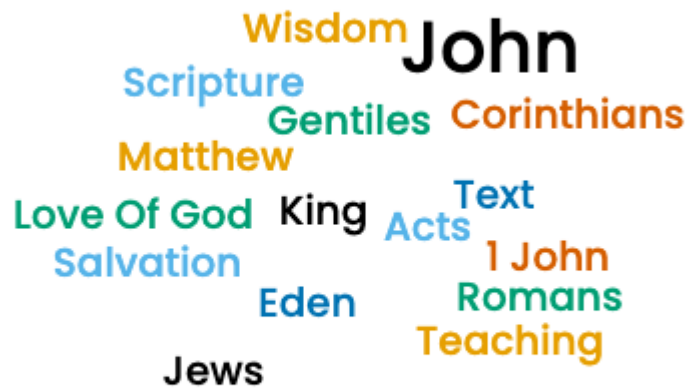 Wisdom
John
Scripture
Gentiles
Corinthians
Matthew
Text
Love Of God
King
Acts
Salvation
1 John
Eden
Romans
Teaching
Jews